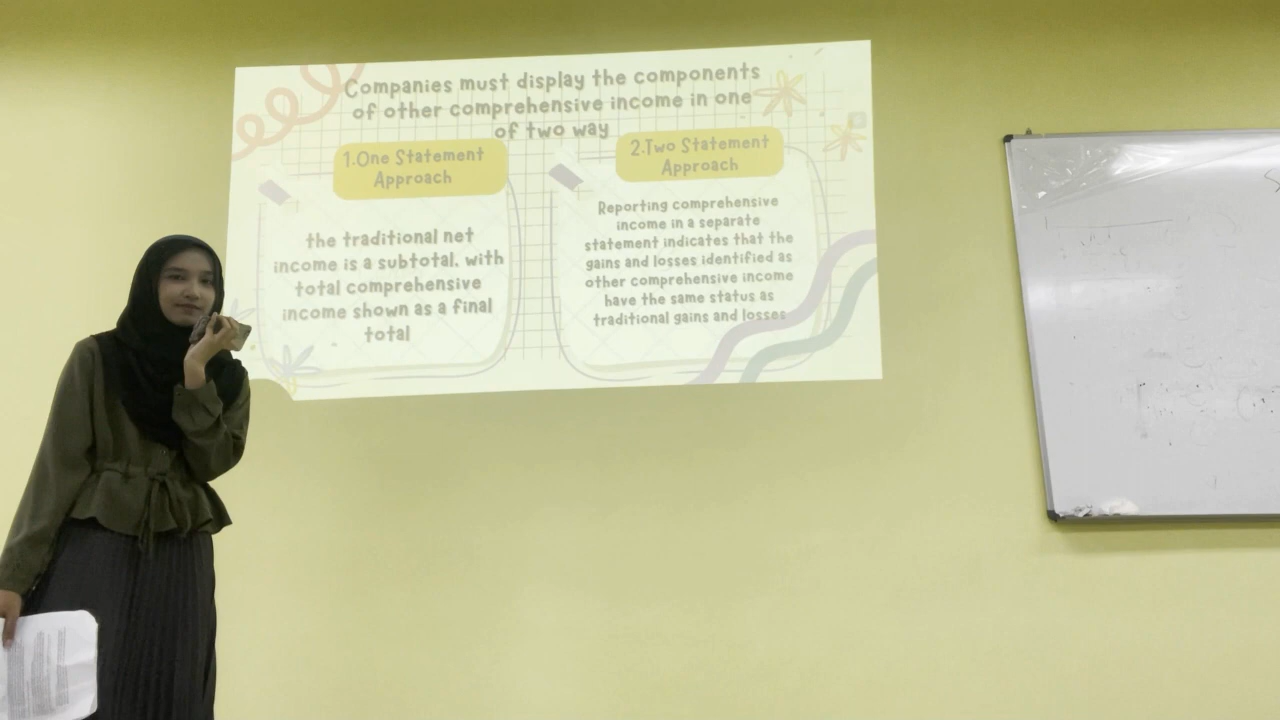 Companies must display the components
of other comprehensive income in one
of two way
1.One Statement
Approach
the traditional net
income is a subtotal. with
total comprehensive
income shown as a final
total
2.Two Statement
Approach
Reporting comprehensive
income in a separate
statement indicates that the
gains and losses identified as
other comprehensive income
have the same status as
traditional gains and losses